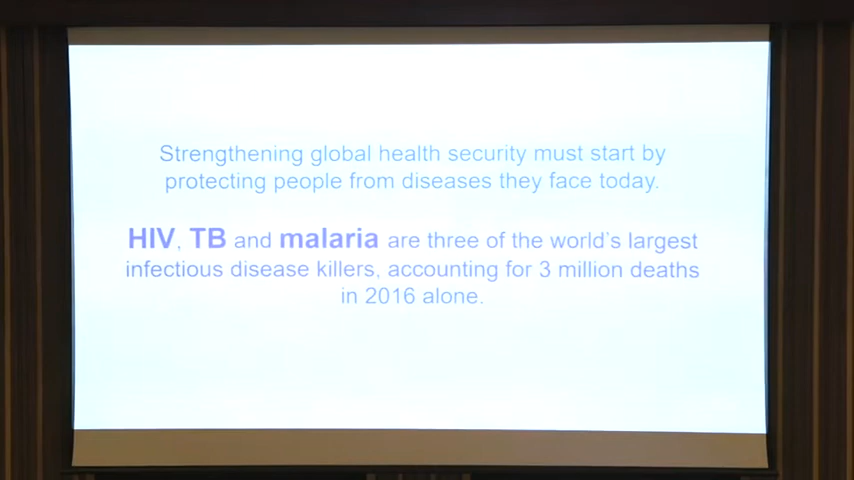 Strengthening global health security must start by
protecting people from diseases they face today.
HIV, TB and malaria are three of the world's largest
infectious disease killers, accounting for 3 million deaths
in 2016 alone.